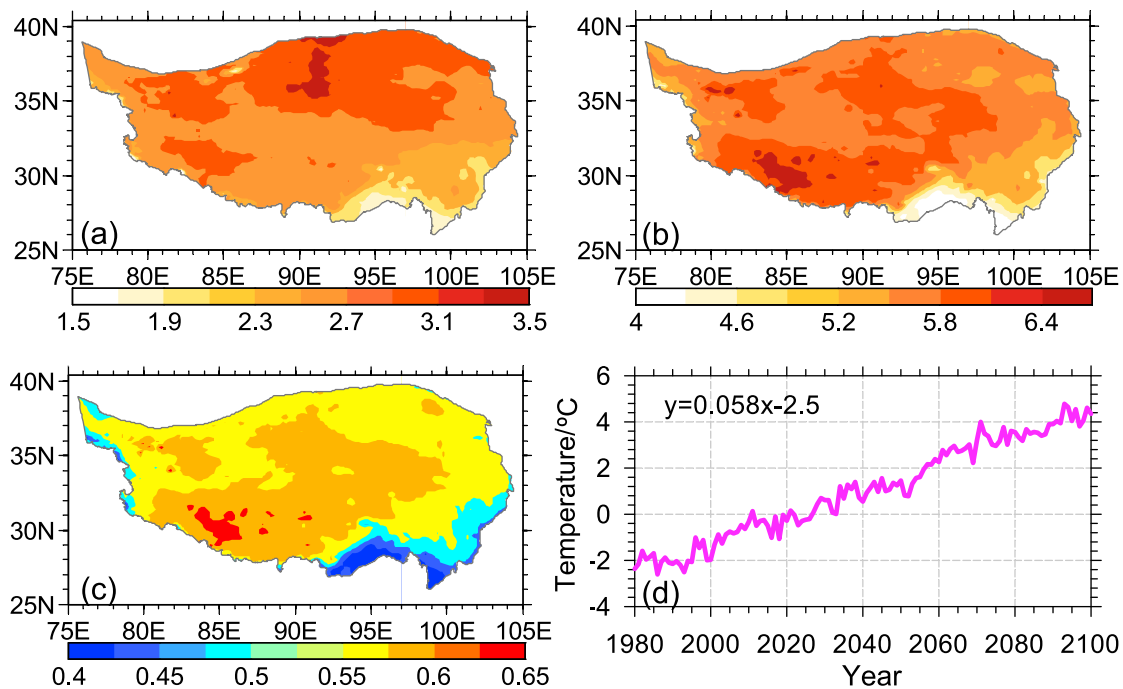 40N
35N
30N
25N
(a)
75E 80E 85E 90E 95E 100E 105E
1.5 1.9 2.3 2.7 3.1 3.5
40N
35N
30N
25N
(b)
75E 80E 85E 90E 95E 100E 105E
4 4.6 5.2 5.8 6.4
40N
35N
30N
25N
(c)
75E 80E 85E 90E 95E 100E 105E
0.4 0.45 0.5 0.55 0.6 0.65
Temperature/ºC
6
4
2
0
-2
-4
y=0.058x-2.5
(d)
1980 2000 2020 2040 2060 2080 2100
Year